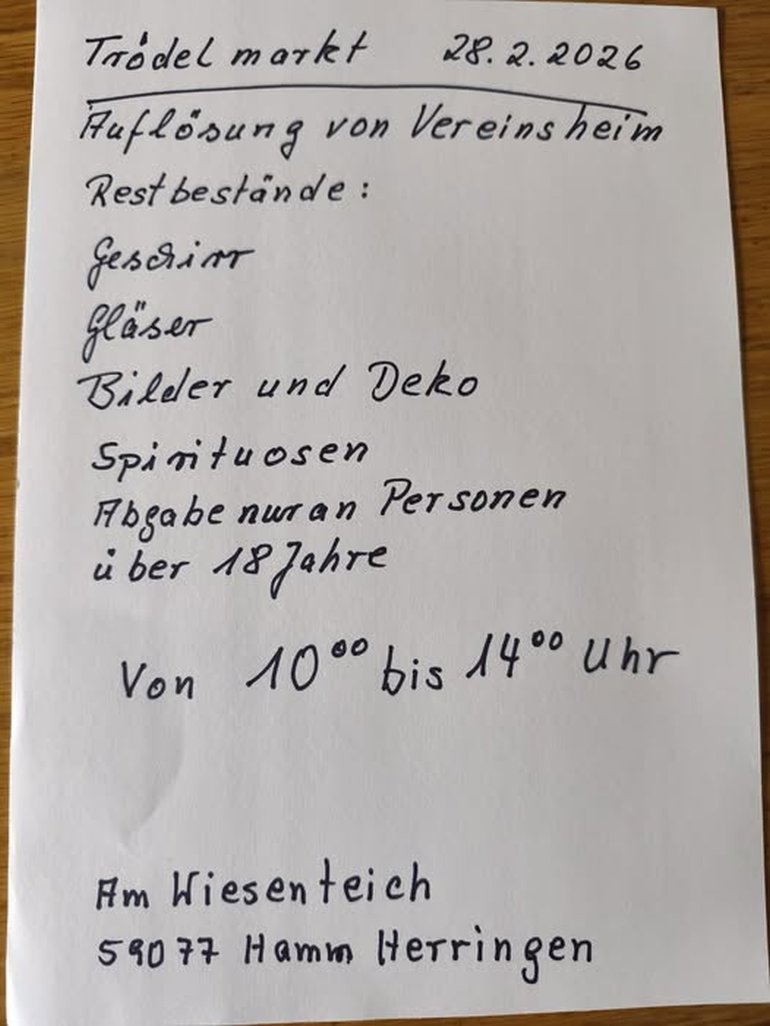 Trödelmarkt 28.2.2026
Auflösung von Vereinsheim
Restbestände:
Geschirr
Gläser
Bilder und Deko
Spirituosen
Abgabe nur an Personen
über 18 Jahre
Von 10⁰⁰ bis 14⁰⁰ Uhr
Am Wiesenteich
59077 Hamm Herringen